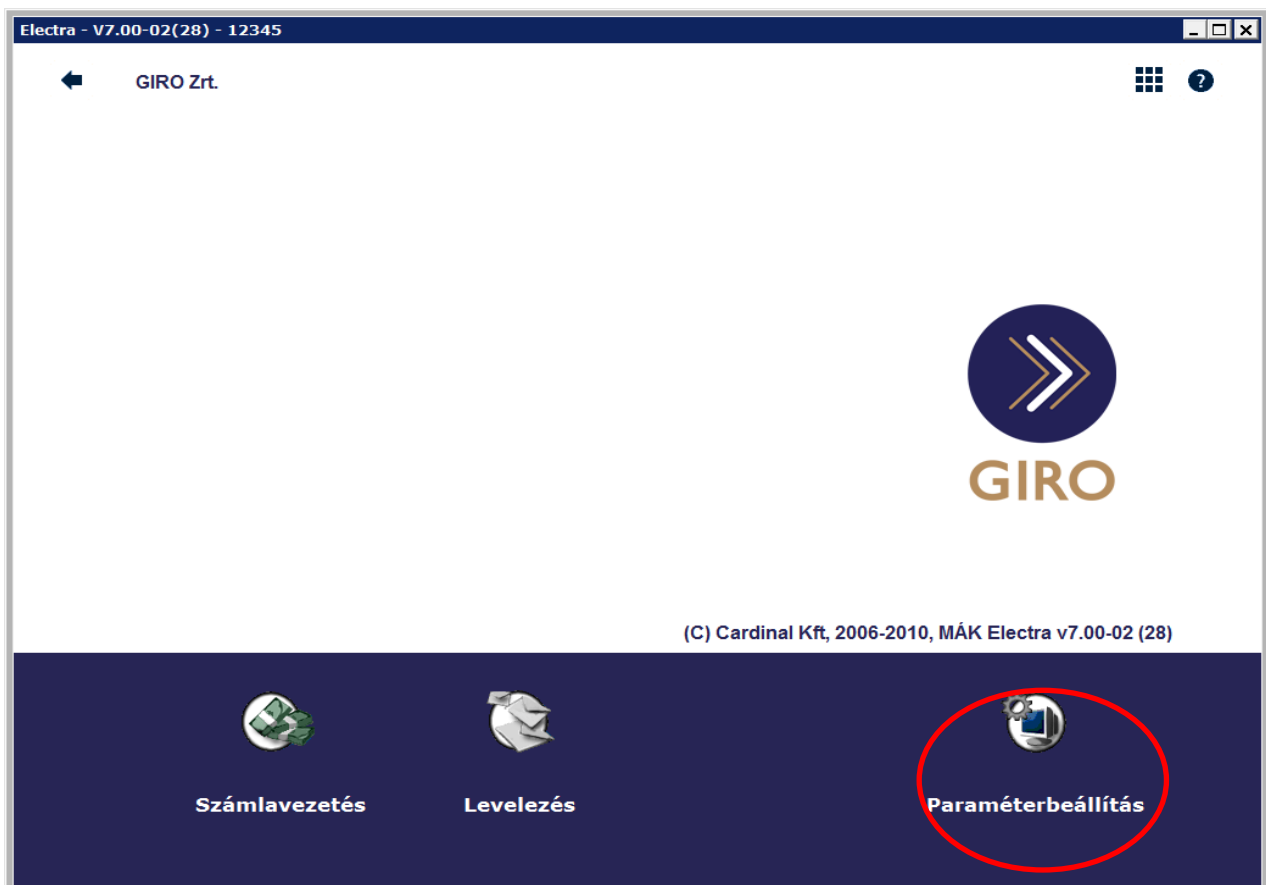 Electra - V7.00-02(28) - 12345
GIRO Zrt.
?
GIRO
(C) Cardinal Kft, 2006-2010, MÁK Electra v7.00-02 (28)
Számlavezetés
Levelezés
Paraméterbeállítás